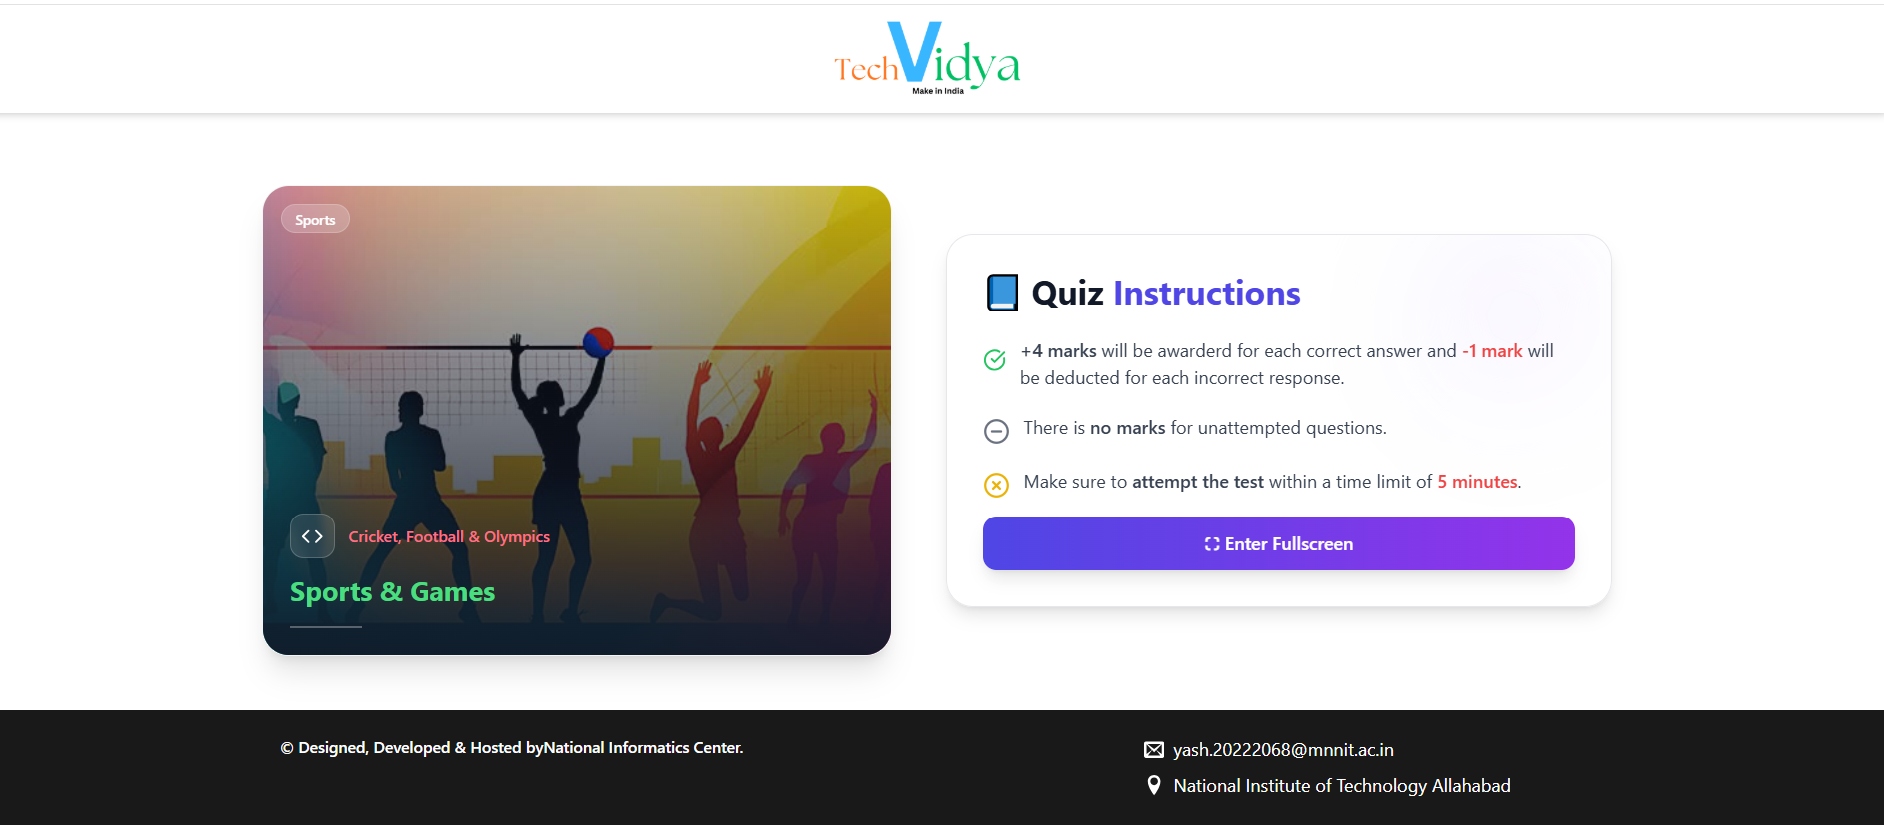 TechVidya
Make in India
Sports
Cricket, Football & Olympics
Sports & Games
Quiz Instructions
+4 marks will be awarderd for each correct answer and -1 mark will
be deducted for each incorrect response.
There is no marks for unattempted questions.
Make sure to attempt the test within a time limit of 5 minutes.
Enter Fullscreen
© Designed, Developed & Hosted byNational Informatics Center.
yash.20222068@mnnit.ac.in
National Institute of Technology Allahabad